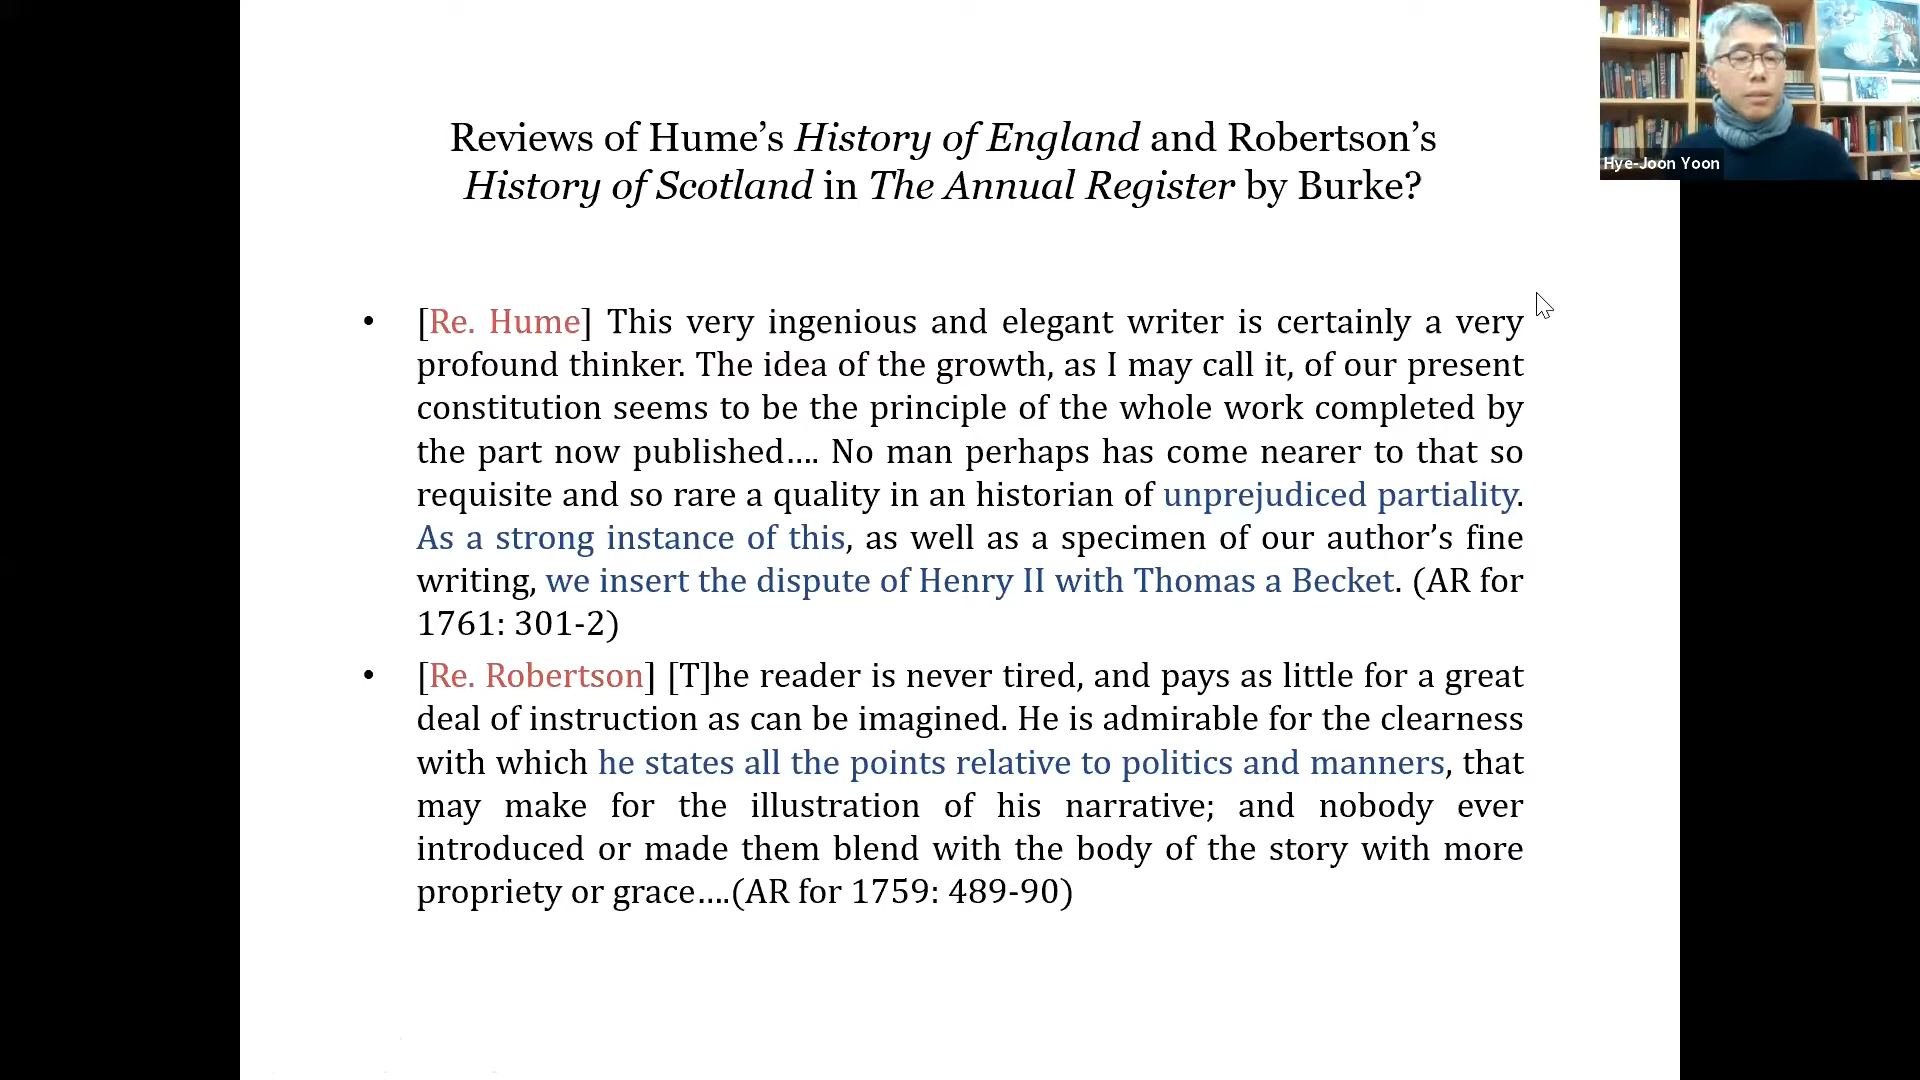 Reviews of Hume’s History of England and Robertson’s
History of Scotland in The Annual Register by Burke?
Hye-Joon Yoon
• [Re. Hume] This very ingenious and elegant writer is certainly a very
profound thinker. The idea of the growth, as I may call it, of our present
constitution seems to be the principle of the whole work completed by
the part now published…. No man perhaps has come nearer to that so
requisite and so rare a quality in an historian of unprejudiced partiality.
As a strong instance of this, as well as a specimen of our author’s fine
writing, we insert the dispute of Henry II with Thomas a Becket. (AR for
1761: 301-2)
• [Re. Robertson] [T]he reader is never tired, and pays as little for a great
deal of instruction as can be imagined. He is admirable for the clearness
with which he states all the points relative to politics and manners, that
may make for the illustration of his narrative; and nobody ever
introduced or made them blend with the body of the story with more
propriety or grace….(AR for 1759: 489-90)